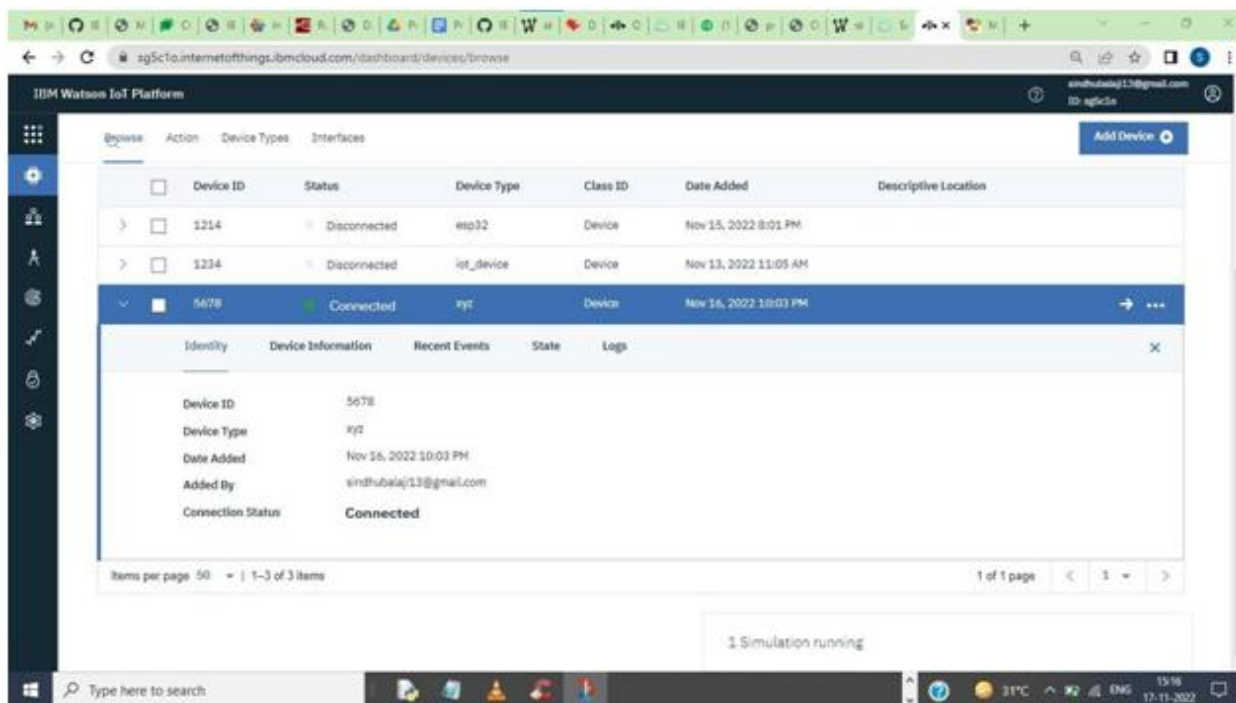 sg5c1o.internetofthings.ibmcloud.com/dashboard/devices/browse
IBM Watson IoT Platform
sindhubalaji13@gmail.com
ID: sg5c1o
Browse Action Device Types Interfaces Add Device
Device ID Status Device Type Class ID Date Added Descriptive Location
1214 Disconnected esp32 Device Nov 15, 2022 8:01 PM
1234 Disconnected iot_device Device Nov 13, 2022 11:05 AM
5678 Connected xyz Device Nov 16, 2022 10:03 PM
Identity Device Information Recent Events State Logs
Device ID 5678
Device Type xyz
Date Added Nov 16, 2022 10:03 PM
Added By sindhubalaji13@gmail.com
Connection Status Connected
Items per page 50 | 1–3 of 3 items 1 of 1 page 1
1 Simulation running
Type here to search 31°C ENG 15:16
17-11-2022